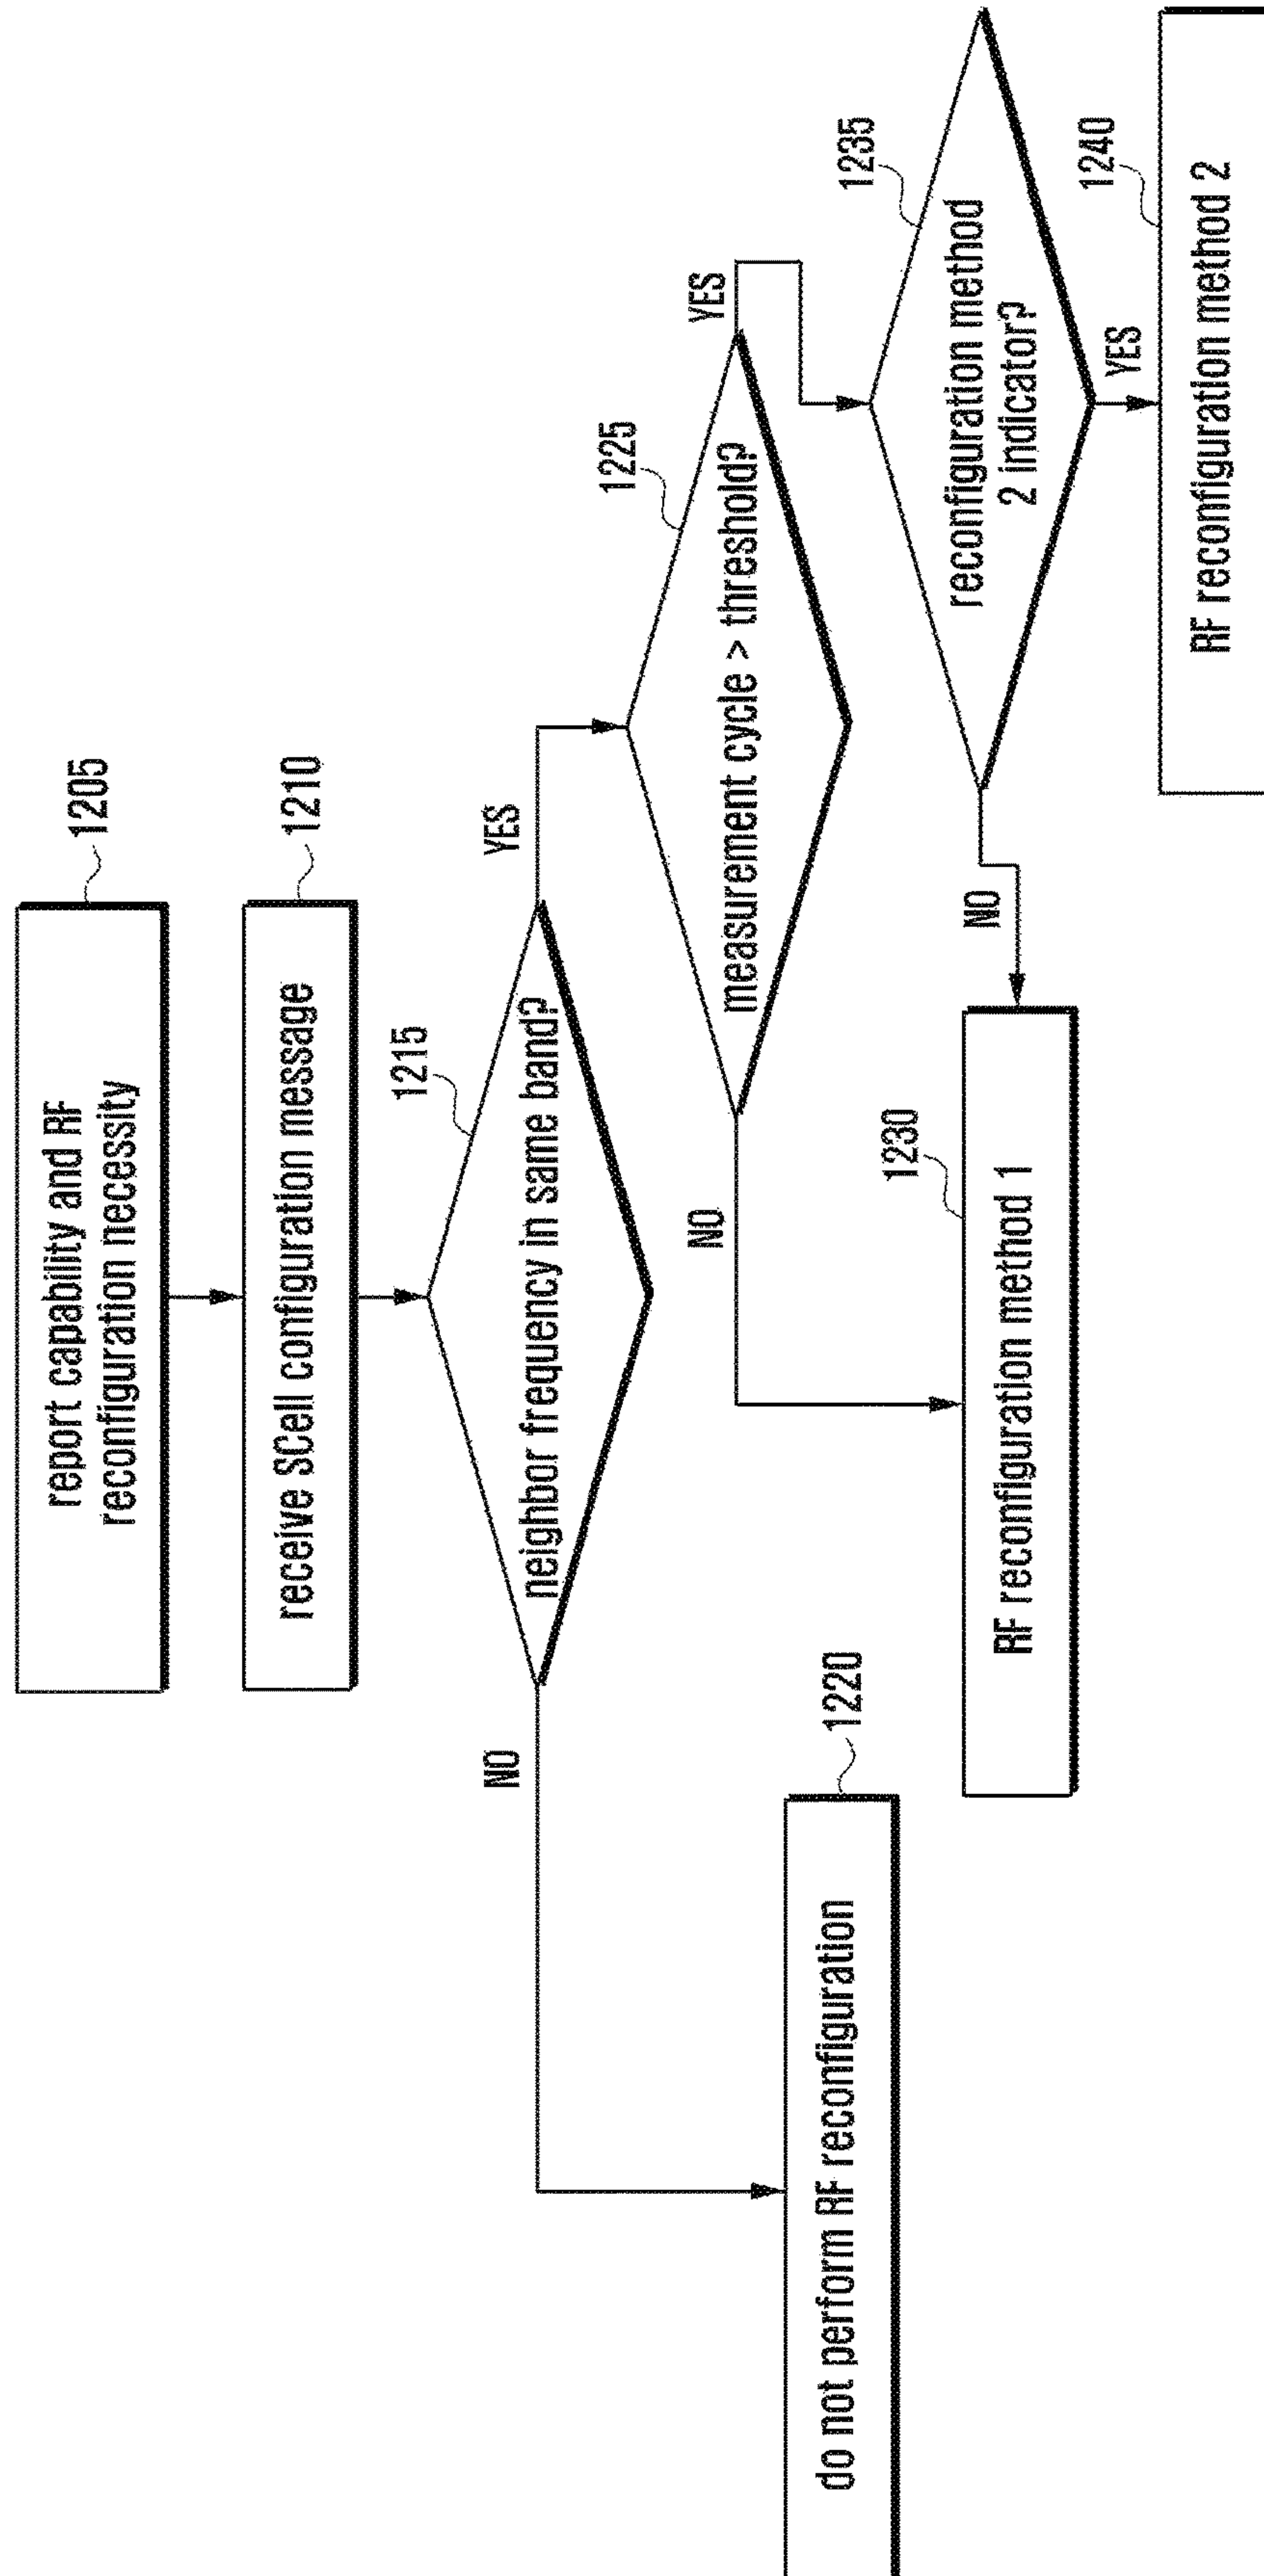 1205
report capability and RF
reconfiguration necessity
1210
receive SCell configuration message
1215
neighbor frequency in same band?
NO
YES
1220
do not perform RF reconfiguration
1225
measurement cycle > threshold?
NO
YES
1230
RF reconfiguration method 1
1235
reconfiguration method
2 indicator?
NO
YES
1240
RF reconfiguration method 2